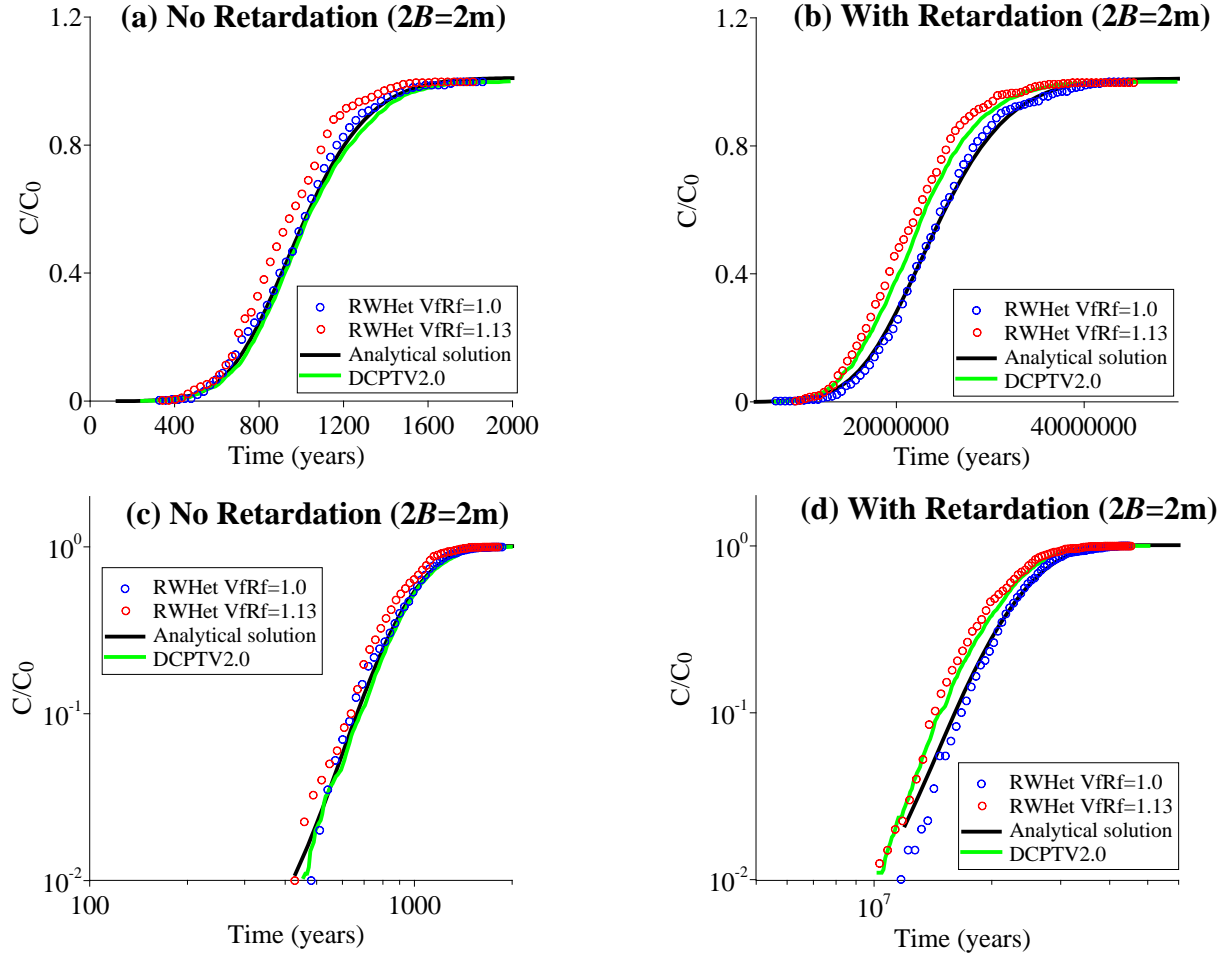 (a) No Retardation (2B=2m)
1.2
0.8
0.4
0
C/C0
RWHet VfRf=1.0
RWHet VfRf=1.13
Analytical solution
DCPTV2.0
0 400 800 1200 1600 2000
Time (years)
(b) With Retardation (2B=2m)
1.2
0.8
0.4
0
C/C0
RWHet VfRf=1.0
RWHet VfRf=1.13
Analytical solution
DCPTV2.0
20000000 40000000
Time (years)
(c) No Retardation (2B=2m)
10^0
10^-1
10^-2
C/C0
RWHet VfRf=1.0
RWHet VfRf=1.13
Analytical solution
DCPTV2.0
100 1000
Time (years)
(d) With Retardation (2B=2m)
10^0
10^-1
10^-2
C/C0
RWHet VfRf=1.0
RWHet VfRf=1.13
Analytical solution
DCPTV2.0
10^7
Time (years)